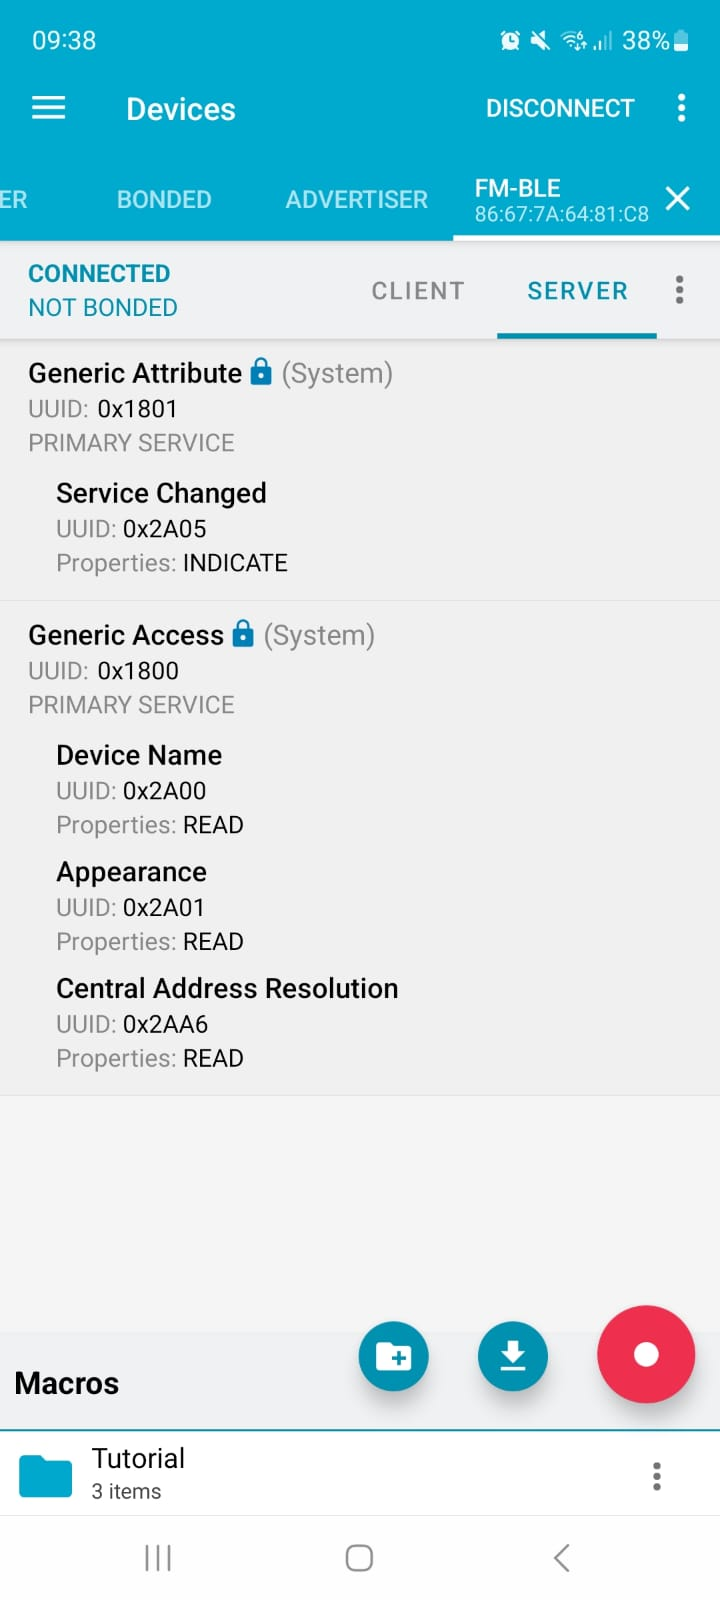 09:38
38%
Devices
DISCONNECT
ER
BONDED
ADVERTISER
FM-BLE
86:67:7A:64:81:C8
CONNECTED
NOT BONDED
CLIENT
SERVER
Generic Attribute (System)
UUID: 0x1801
PRIMARY SERVICE
Service Changed
UUID: 0x2A05
Properties: INDICATE
Generic Access (System)
UUID: 0x1800
PRIMARY SERVICE
Device Name
UUID: 0x2A00
Properties: READ
Appearance
UUID: 0x2A01
Properties: READ
Central Address Resolution
UUID: 0x2AA6
Properties: READ
Macros
Tutorial
3 items